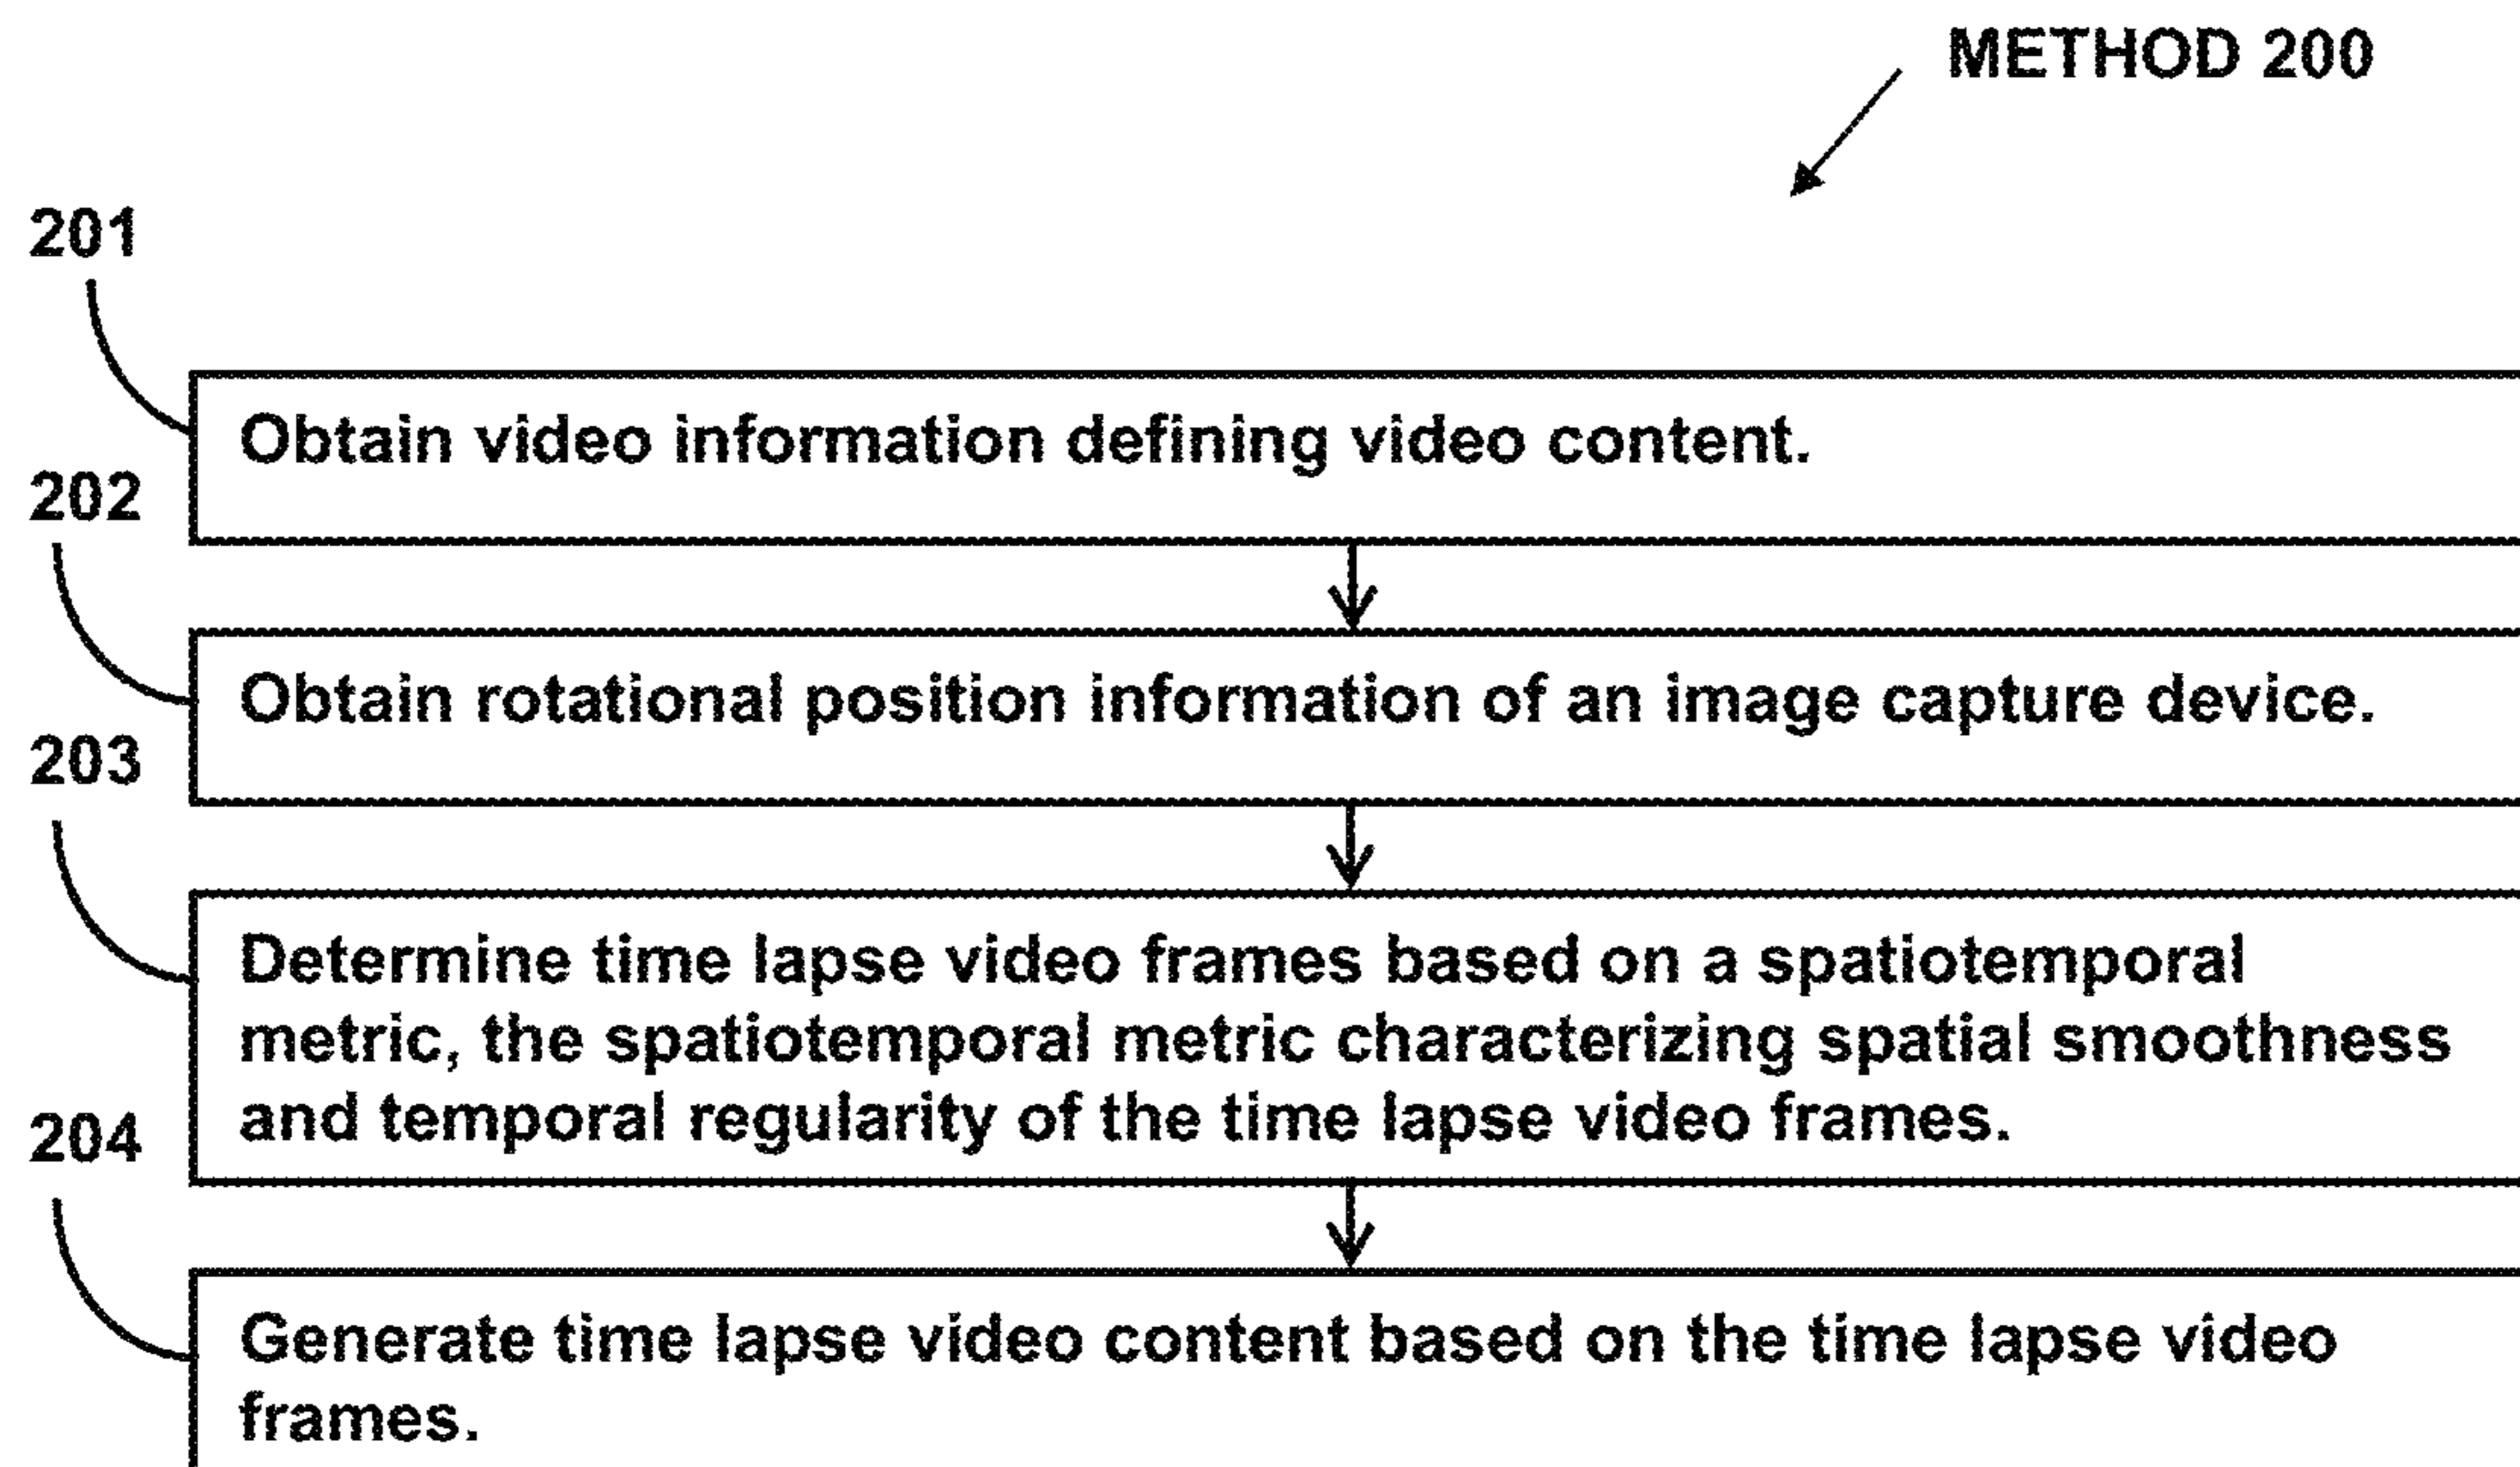 METHOD 200
201
Obtain video information defining video content.
202
Obtain rotational position information of an image capture device.
203
Determine time lapse video frames based on a spatiotemporal
metric, the spatiotemporal metric characterizing spatial smoothness
and temporal regularity of the time lapse video frames.
204
Generate time lapse video content based on the time lapse video
frames.